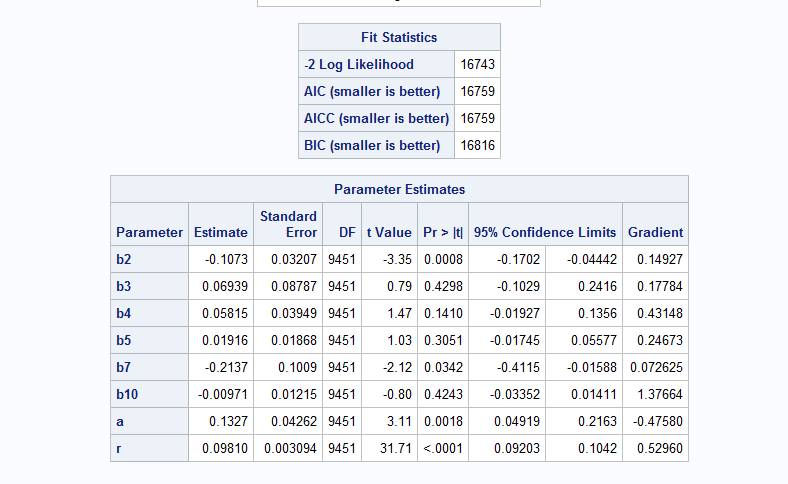 Fit Statistics
-2 Log Likelihood 16743
AIC (smaller is better) 16759
AICC (smaller is better) 16759
BIC (smaller is better) 16816
Parameter Estimates
Parameter Estimate Standard Error DF t Value Pr > |t| 95% Confidence Limits Gradient
b2 -0.1073 0.03207 9451 -3.35 0.0008 -0.1702 -0.04442 0.14927
b3 0.06939 0.08787 9451 0.79 0.4298 -0.1029 0.2416 0.17784
b4 0.05815 0.03949 9451 1.47 0.1410 -0.01927 0.1356 0.43148
b5 0.01916 0.01868 9451 1.03 0.3051 -0.01745 0.05577 0.24673
b7 -0.2137 0.1009 9451 -2.12 0.0342 -0.4115 -0.01588 0.072625
b10 -0.00971 0.01215 9451 -0.80 0.4243 -0.03352 0.01411 1.37664
a 0.1327 0.04262 9451 3.11 0.0018 0.04919 0.2163 -0.47580
r 0.09810 0.003094 9451 31.71 <.0001 0.09203 0.1042 0.52960